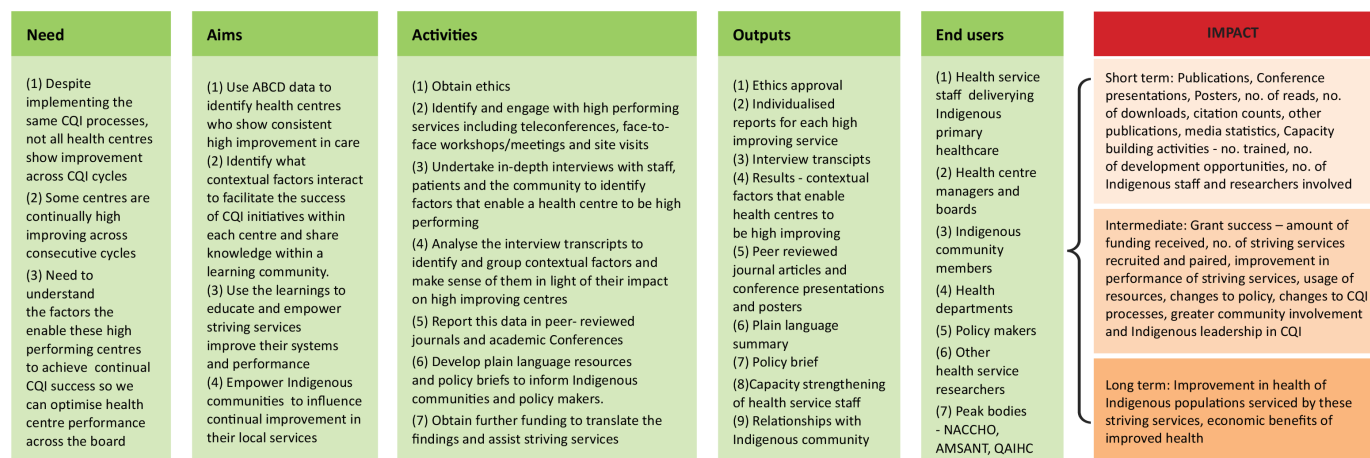 Need
(1) Despite
implementing the
same CQI processes,
not all health centres
show improvement
across CQI cycles
(2) Some centres are
continually high
improving across
consecutive cycles
(3) Need to
understand
the factors the
enable these high
performing centres
to achieve continual
CQI success so we
can optimise health
centre performance
across the board
Aims
(1) Use ABCD data to
identify health centres
who show consistent
high improvement in care
(2) Identify what
contextual factors interact
to facilitate the success
of CQI initiatives within
each centre and share
knowledge within a
learning community.
(3) Use the learnings to
educate and empower
striving services
improve their systems
and performance
(4) Empower Indigenous
communities to influence
continual improvement in
their local services
Activities
(1) Obtain ethics
(2) Identify and engage with high performing
services including teleconferences, face-to-
face workshops/meetings and site visits
(3) Undertake in-depth interviews with staff,
patients and the community to identify
factors that enable a health centre to be high
performing
(4) Analyse the interview transcripts to
identify and group contextual factors and
make sense of them in light of their impact
on high improving centres
(5) Report this data in peer- reviewed
journals and academic Conferences
(6) Develop plain language resources
and policy briefs to inform Indigenous
communities and policy makers.
(7) Obtain further funding to translate the
findings and assist striving services
Outputs
(1) Ethics approval
(2) Individualised
reports for each high
improving service
(3) Interview transcipts
(4) Results - contextual
factors that enable
health centres to
be high improving
(5) Peer reviewed
journal articles and
conference presentations
and posters
(6) Plain language
summary
(7) Policy brief
(8)Capacity strengthening
of health service staff
(9) Relationships with
Indigenous community
End users
(1) Health service
staff deliverying
Indigenous
primary
healthcare
(2) Health centre
managers and
boards
(3) Indigenous
community
members
(4) Health
departments
(5) Policy makers
(6) Other
health service
researchers
(7) Peak bodies
- NACCHO,
AMSANT, QAIHC
IMPACT
Short term: Publications, Conference
presentations, Posters, no. of reads, no.
of downloads, citation counts, other
publications, media statistics, Capacity
building activities - no. trained, no.
of development opportunities, no. of
Indigenous staff and researchers involved
Intermediate: Grant success – amount of
funding received, no. of striving services
recruited and paired, improvement in
performance of striving services, usage of
resources, changes to policy, changes to CQI
processes, greater community involvement
and Indigenous leadership in CQI
Long term: Improvement in health of
Indigenous populations serviced by these
striving services, economic benefits of
improved health